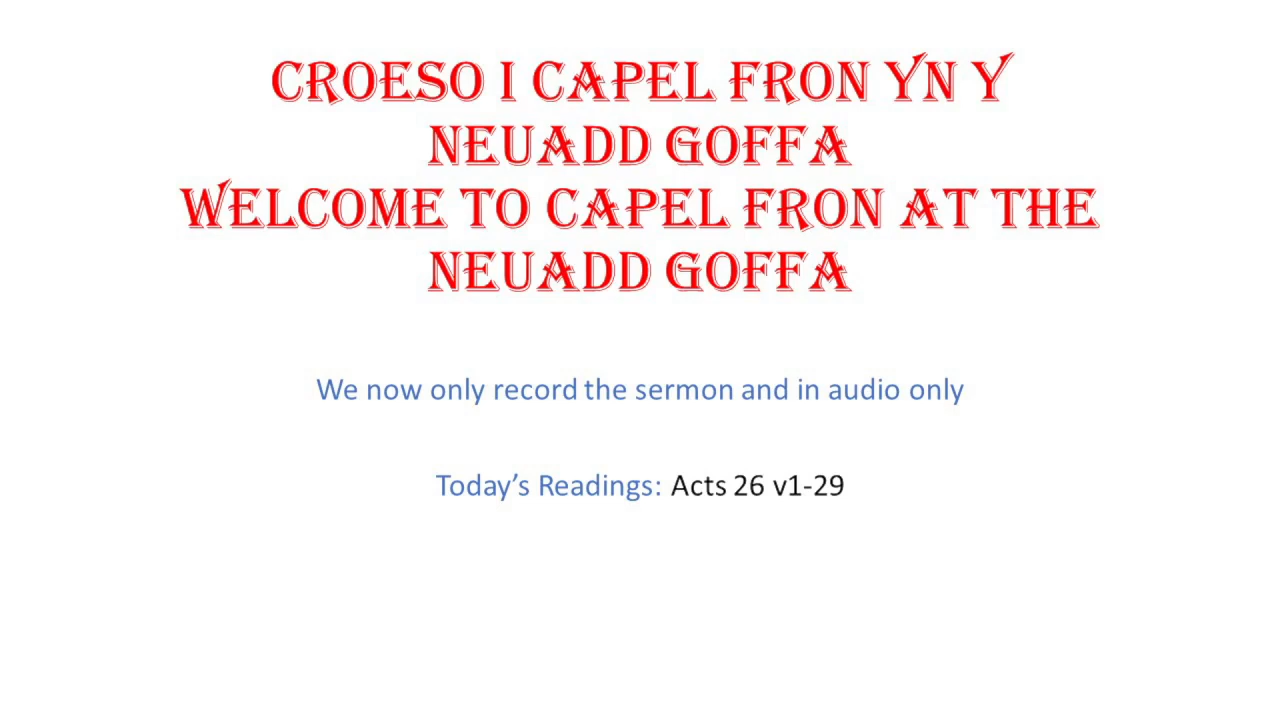 CROESO I CAPEL FRON YN Y
NEUADD GOFFA
WELCOME TO CAPEL FRON AT THE
NEUADD GOFFA
We now only record the sermon and in audio only
Today’s Readings: Acts 26 v1-29